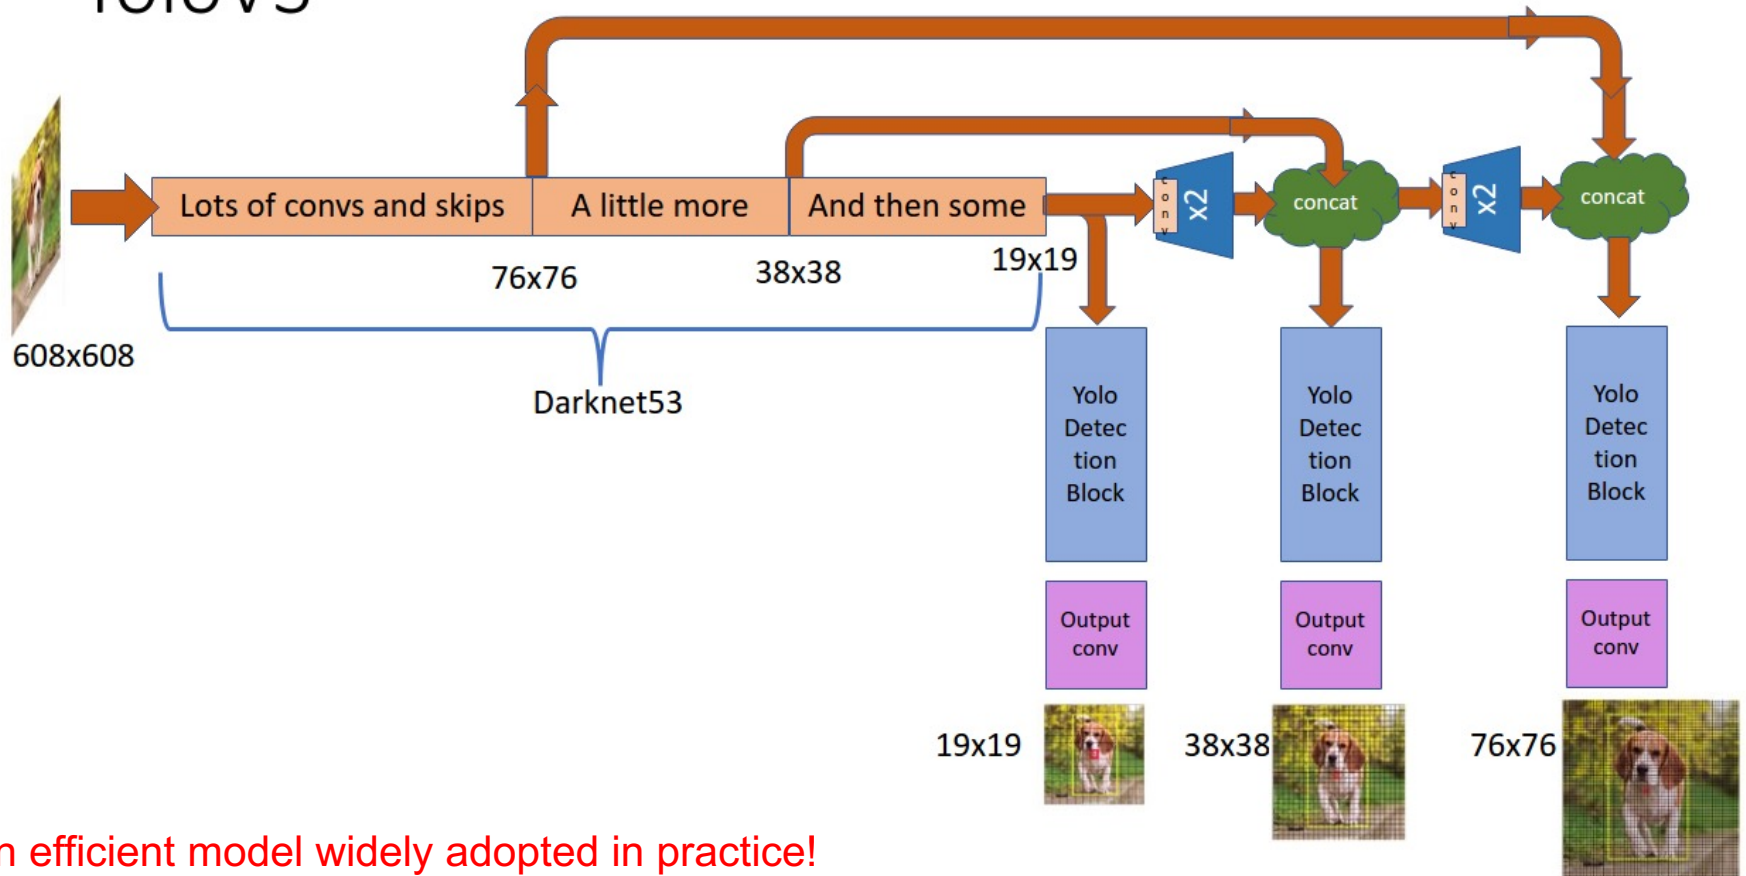 YoloV3
Lots of convs and skips
A little more
And then some
conv
x2
concat
conv
x2
concat
76x76
38x38
19x19
608x608
Darknet53
Yolo
Detec
tion
Block
Yolo
Detec
tion
Block
Yolo
Detec
tion
Block
Output
conv
Output
conv
Output
conv
19x19
38x38
76x76
n efficient model widely adopted in practice!